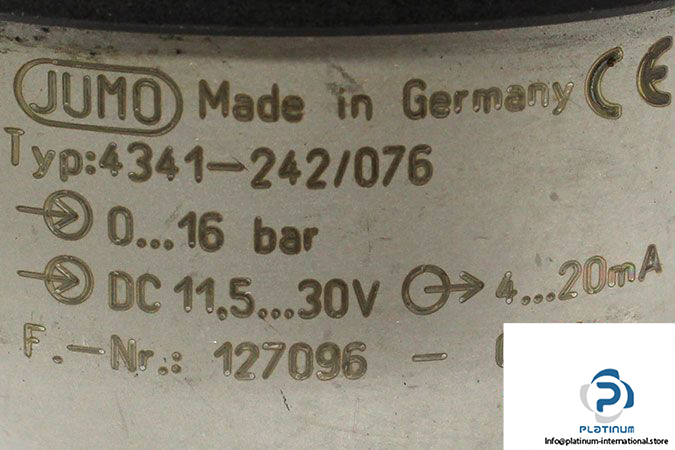 JUMO Made in Germany CE
Typ:4341-242/076
0...16 bar
DC 11,5...30V 4...20mA
F.-Nr.: 127096 -
PLATINUM
Info@platinum-international.store